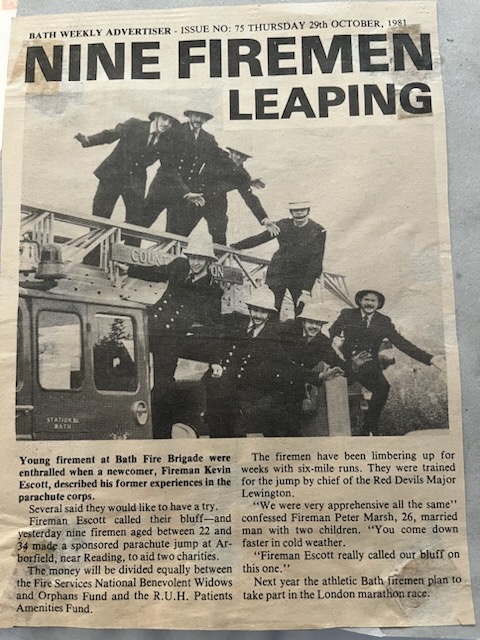 BATH WEEKLY ADVERTISER - ISSUE NO: 75 THURSDAY 29th OCTOBER, 1981
NINE FIREMEN
LEAPING
COUNT
ON
STATION B1
BATH
Young firement at Bath Fire Brigade were
enthralled when a newcomer, Fireman Kevin
Escott, described his former experiences in the
parachute corps.
Several said they would like to have a try.
Fireman Escott called their bluff—and
yesterday nine firemen aged between 22 and
34 made a sponsored parachute jump at Ar-
borfield, near Reading, to aid two charities.
The money will be divided equally between
the Fire Services National Benevolent Widows
and Orphans Fund and the R.U.H. Patients
Amenities Fund.
The firemen have been limbering up for
weeks with six-mile runs. They were trained
for the jump by chief of the Red Devils Major
Lewington.
"We were very apprehensive all the same"
confessed Fireman Peter Marsh, 26, married
man with two children. "You come down
faster in cold weather.
"Fireman Escott really called our bluff on
this one."
Next year the athletic Bath firemen plan to
take part in the London marathon race.